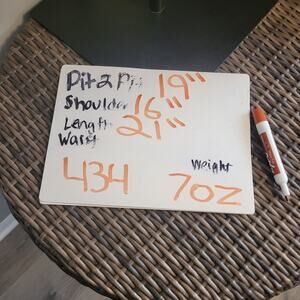 Pit 2 Pit 19"
Shoulder 16"
Length 21"
Waist
Weight
434 7oz